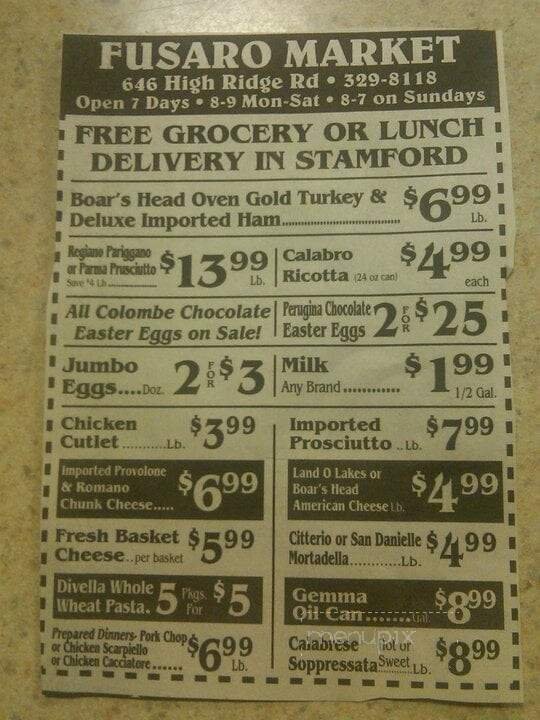 FUSARO MARKET
646 High Ridge Rd • 329-8118
Open 7 Days • 8-9 Mon-Sat • 8-7 on Sundays
FREE GROCERY OR LUNCH
DELIVERY IN STAMFORD
Boar's Head Oven Gold Turkey &
Deluxe Imported Ham.............................. $6.99 Lb.
Regiano Pariggano
or Parma Prusciutto
Save $4 Lb............. $13.99 Lb.
Calabro
Ricotta (24 oz can) $4.99 each
All Colombe Chocolate
Easter Eggs on Sale!
Perugina Chocolate
Easter Eggs 2 FOR $25
Jumbo
Eggs....Doz. 2 FOR $3
Milk
Any Brand............ $1.99 1/2 Gal.
Chicken
Cutlet ...........Lb. $3.99
Imported
Prosciutto .. Lb. $7.99
Imported Provolone
& Romano
Chunk Cheese..... $6.99
Land O Lakes or
Boar's Head
American Cheese Lb. $4.99
Fresh Basket
Cheese..per basket $5.99
Citterio or San Danielle
Mortadella............Lb. $4.99
Divella Whole
Wheat Pasta. 5 Pkgs. For $5
Gemma
Oil Can..........Gal. $8.99
Prepared Dinners- Pork Chop
or Chicken Scarpiello
or Chicken Cacciatore...... $6.99 Lb.
Calabrese Hot or
Soppressata Sweet Lb. $8.99
menupix